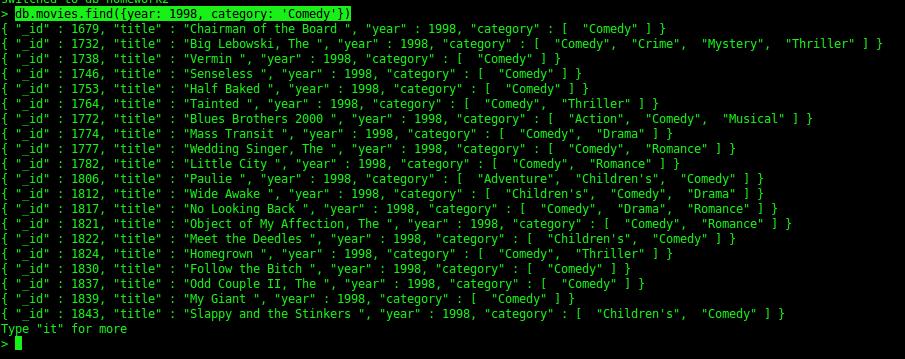 switched to db homework2
> db.movies.find({year: 1998, category: 'Comedy'})
{ "_id" : 1679, "title" : "Chairman of the Board ", "year" : 1998, "category" : [  "Comedy" ] }
{ "_id" : 1732, "title" : "Big Lebowski, The ", "year" : 1998, "category" : [  "Comedy",  "Crime",  "Mystery",  "Thriller" ] }
{ "_id" : 1738, "title" : "Vermin ", "year" : 1998, "category" : [  "Comedy" ] }
{ "_id" : 1746, "title" : "Senseless ", "year" : 1998, "category" : [  "Comedy" ] }
{ "_id" : 1753, "title" : "Half Baked ", "year" : 1998, "category" : [  "Comedy" ] }
{ "_id" : 1764, "title" : "Tainted ", "year" : 1998, "category" : [  "Comedy",  "Thriller" ] }
{ "_id" : 1772, "title" : "Blues Brothers 2000 ", "year" : 1998, "category" : [  "Action",  "Comedy",  "Musical" ] }
{ "_id" : 1774, "title" : "Mass Transit ", "year" : 1998, "category" : [  "Comedy",  "Drama" ] }
{ "_id" : 1777, "title" : "Wedding Singer, The ", "year" : 1998, "category" : [  "Comedy",  "Romance" ] }
{ "_id" : 1782, "title" : "Little City ", "year" : 1998, "category" : [  "Comedy",  "Romance" ] }
{ "_id" : 1806, "title" : "Paulie ", "year" : 1998, "category" : [  "Adventure",  "Children's",  "Comedy" ] }
{ "_id" : 1812, "title" : "Wide Awake ", "year" : 1998, "category" : [  "Children's",  "Comedy",  "Drama" ] }
{ "_id" : 1817, "title" : "No Looking Back ", "year" : 1998, "category" : [  "Comedy",  "Drama",  "Romance" ] }
{ "_id" : 1821, "title" : "Object of My Affection, The ", "year" : 1998, "category" : [  "Comedy",  "Romance" ] }
{ "_id" : 1822, "title" : "Meet the Deedles ", "year" : 1998, "category" : [  "Children's",  "Comedy" ] }
{ "_id" : 1824, "title" : "Homegrown ", "year" : 1998, "category" : [  "Comedy",  "Thriller" ] }
{ "_id" : 1830, "title" : "Follow the Bitch ", "year" : 1998, "category" : [  "Comedy" ] }
{ "_id" : 1837, "title" : "Odd Couple II, The ", "year" : 1998, "category" : [  "Comedy" ] }
{ "_id" : 1839, "title" : "My Giant ", "year" : 1998, "category" : [  "Comedy" ] }
{ "_id" : 1843, "title" : "Slappy and the Stinkers ", "year" : 1998, "category" : [  "Children's",  "Comedy" ] }
Type "it" for more
>